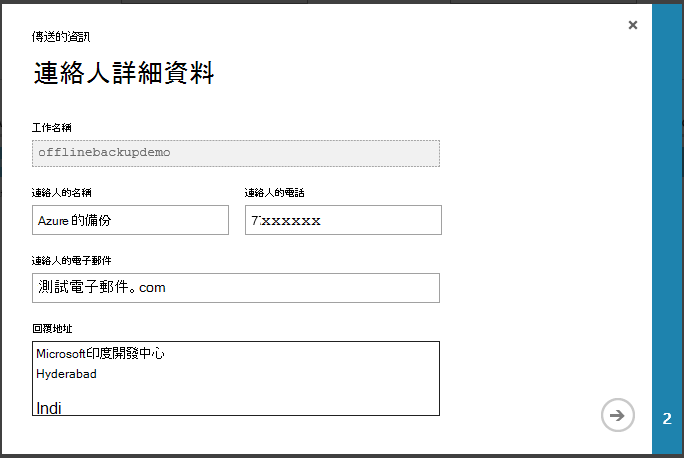 傳送的資訊
連絡人詳細資料
工作名稱
offlinebackupdemo
連絡人的名稱 連絡人的電話
Azure 的備份 7:xxxxxx
連絡人的電子郵件
測試電子郵件。com
回覆地址
Microsoft印度開發中心
Hyderabad
Indi
2